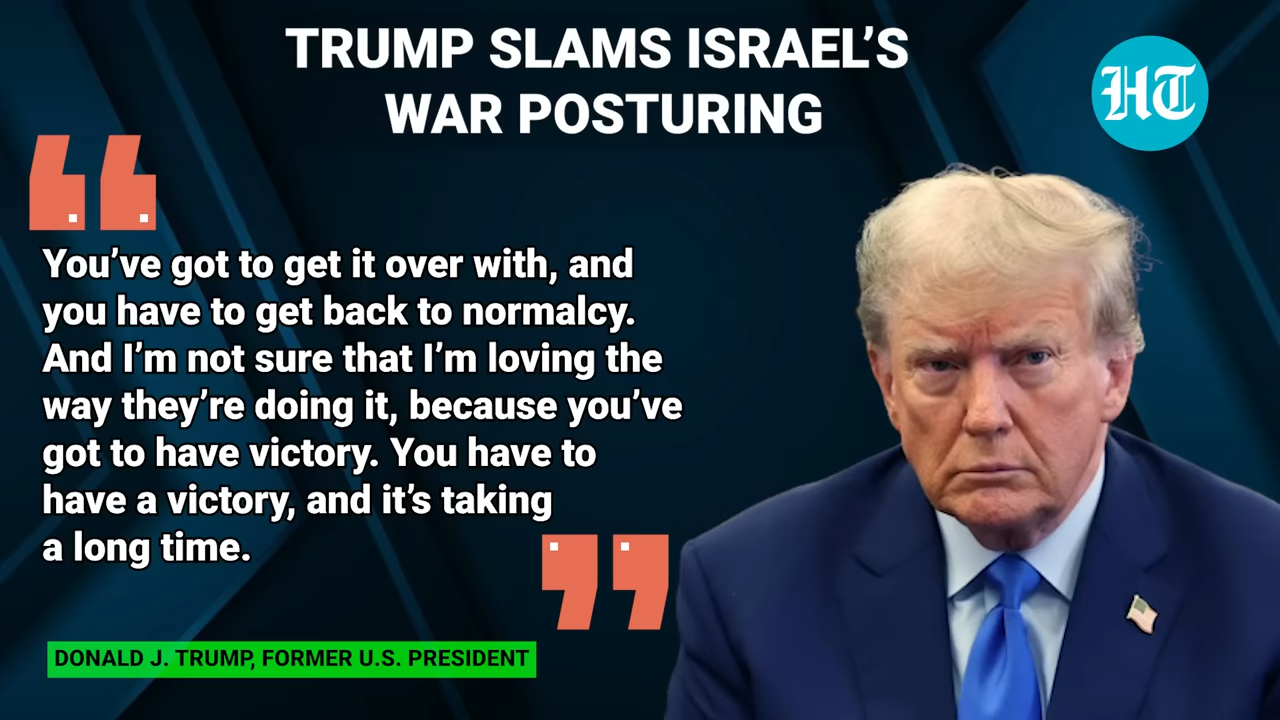 TRUMP SLAMS ISRAEL’S
WAR POSTURING
HT
You’ve got to get it over with, and
you have to get back to normalcy.
And I’m not sure that I’m loving the
way they’re doing it, because you’ve
got to have victory. You have to
have a victory, and it’s taking
a long time.
DONALD J. TRUMP, FORMER U.S. PRESIDENT